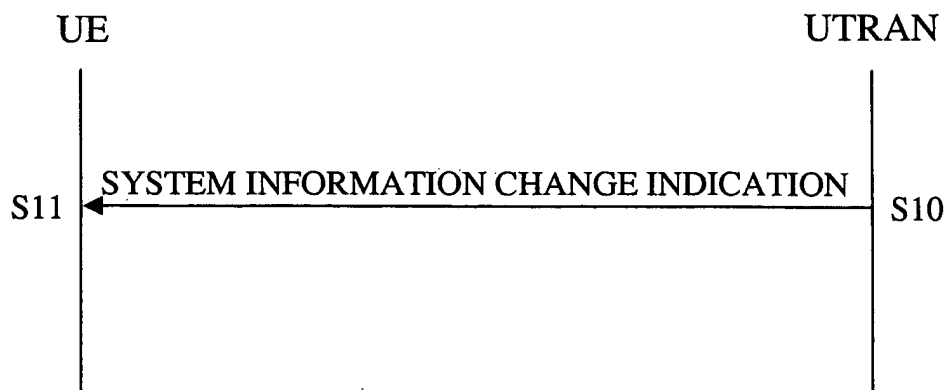 UE UTRAN
SYSTEM INFORMATION CHANGE INDICATION
S11 S10